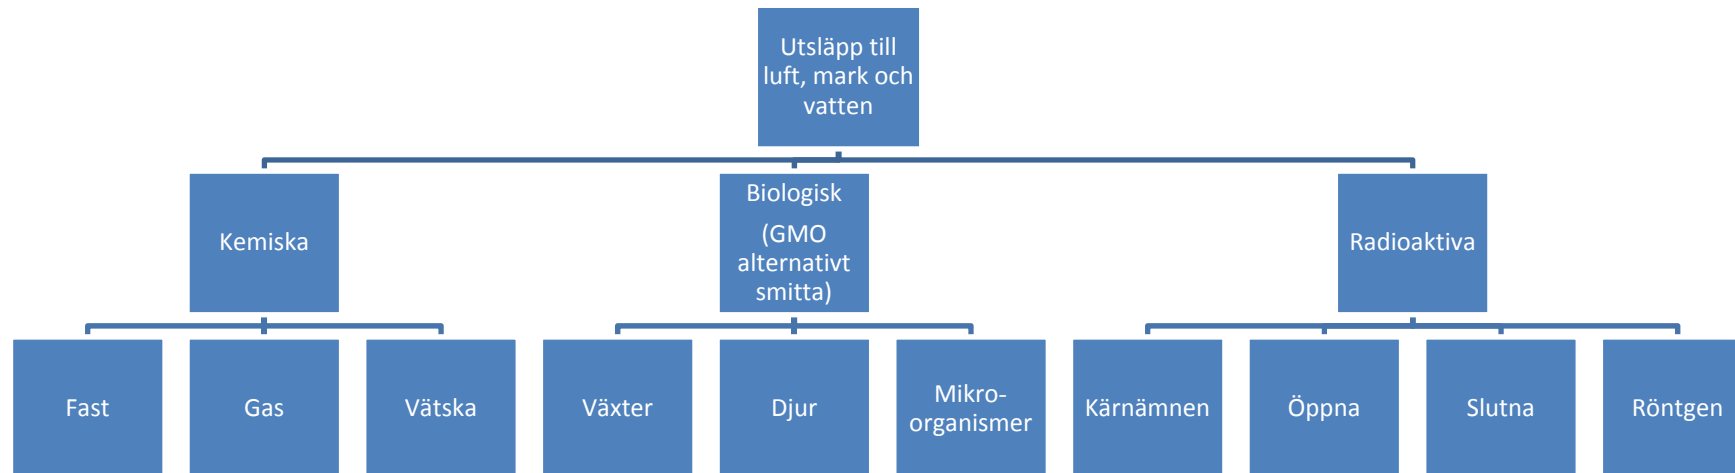 Utsläpp till
luft, mark och
vatten
Kemiska
Biologisk
(GMO
alternativt
smitta)
Radioaktiva
Fast
Gas
Vätska
Växter
Djur
Mikro-
organismer
Kärnämnen
Öppna
Slutna
Röntgen